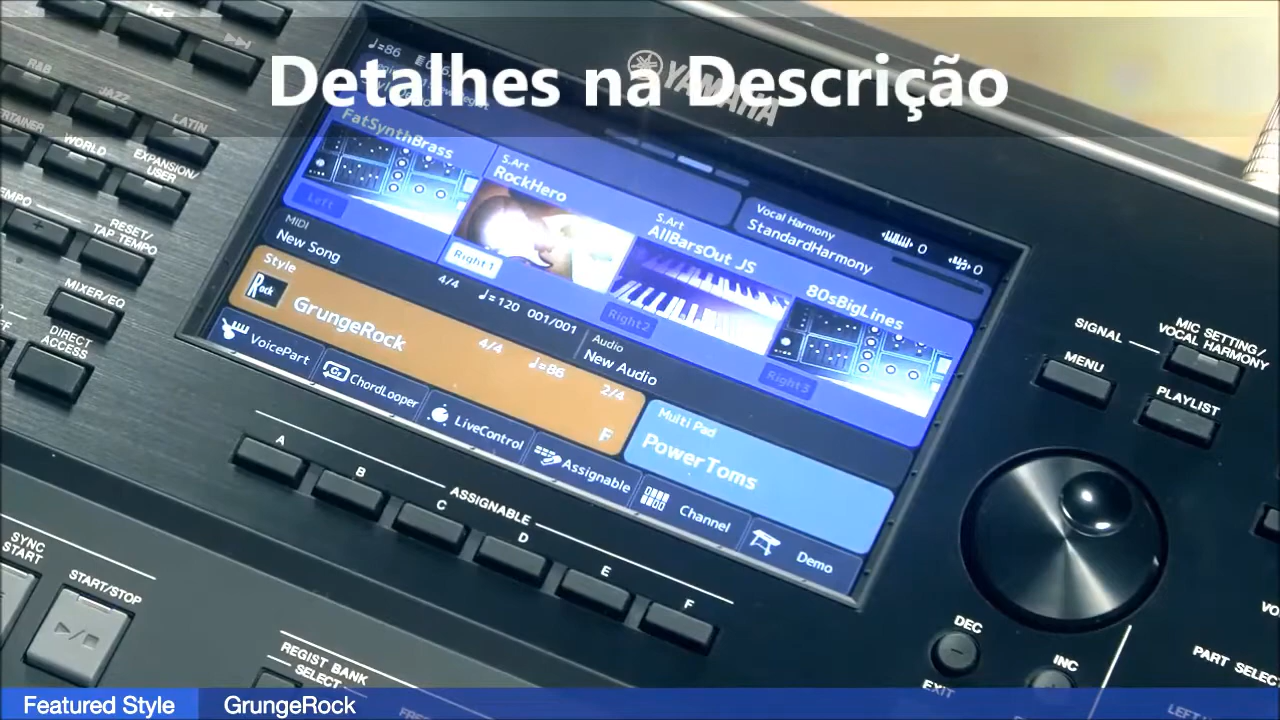 Detalhes na Descrição
YAMAHA
R&B
JAZZ
LATIN
WORLD
EXPANSION/
USER
RESET/
TAP TEMPO
MIXER/EQ
DIRECT
ACCESS
♩=86
FatSynthBrass
Left
S.Art
RockHero
Right1
S.Art
AllBarsOut JS
Right2
80sBigLines
Right3
Vocal Harmony
StandardHarmony
0
0
MIDI
New Song
4/4
♩=120
001/001
Audio
New Audio
Style
Rock
GrungeRock
4/4
♩=86
2/4
F
Multi Pad
PowerToms
VoicePart
ChordLooper
LiveControl
Assignable
Channel
Demo
A
B
C
D
E
F
ASSIGNABLE
SIGNAL
MIC SETTING/
VOCAL HARMONY
MENU
PLAYLIST
DEC
INC
EXIT
PART SELECT
SYNC
START
START/STOP
REGIST BANK
SELECT
Featured Style
GrungeRock